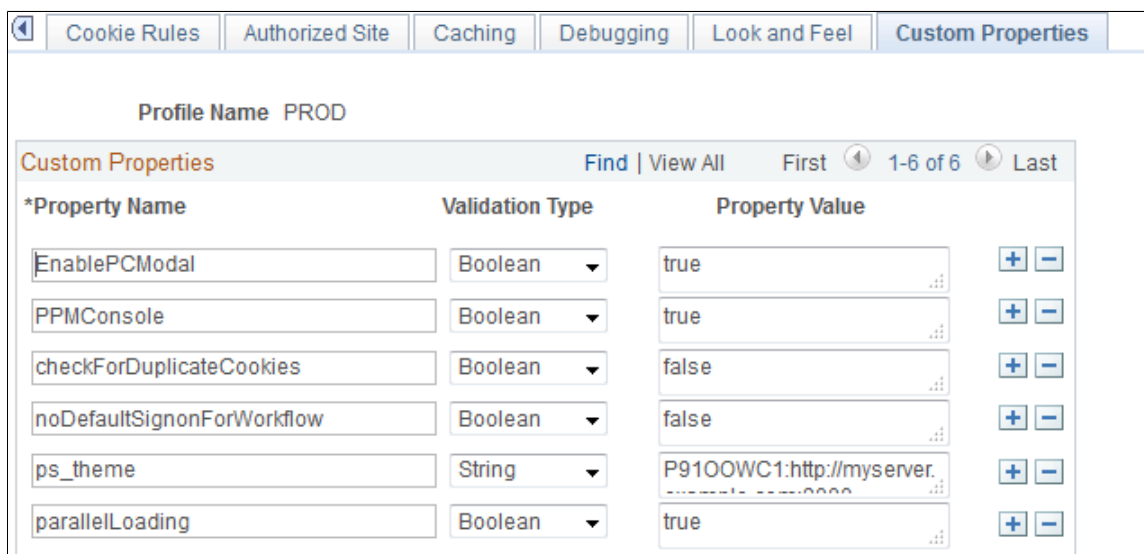 Cookie Rules Authorized Site Caching Debugging Look and Feel Custom Properties
Profile Name PROD
Custom Properties Find | View All First 1-6 of 6 Last
*Property Name Validation Type Property Value
EnablePCModal Boolean true
PPMConsole Boolean true
checkForDuplicateCookies Boolean false
noDefaultSignonForWorkflow Boolean false
ps_theme String P91OOWC1:http://myserver.
parallelLoading Boolean true